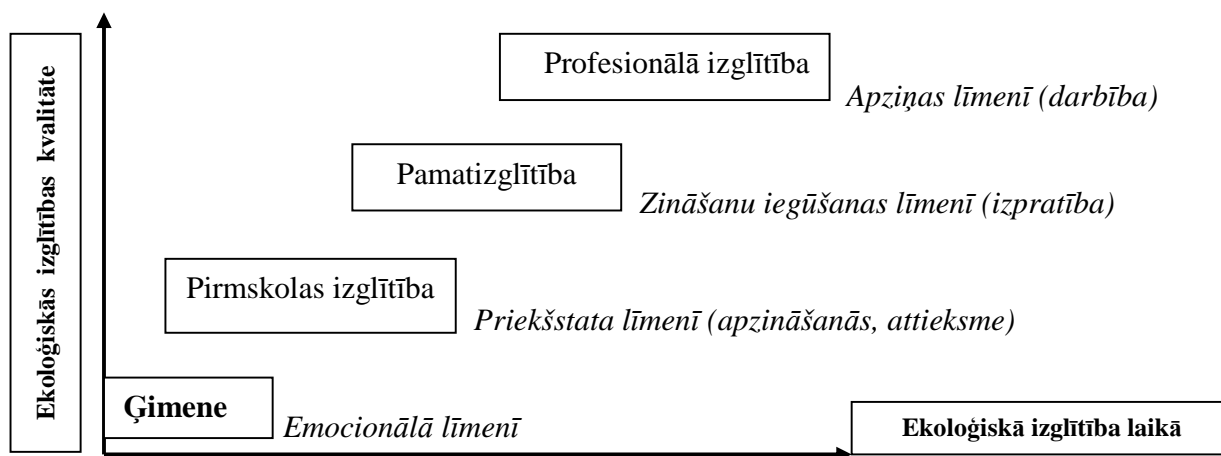 Ekoloģiskās izglītības kvalitāte
Profesionālā izglītība
Apziņas līmenī (darbība)
Pamatizglītība
Zināšanu iegūšanas līmenī (izpratība)
Pirmskolas izglītība
Priekšstata līmenī (apzināšanās, attieksme)
Ģimene
Emocionālā līmenī
Ekoloģiskā izglītība laikā